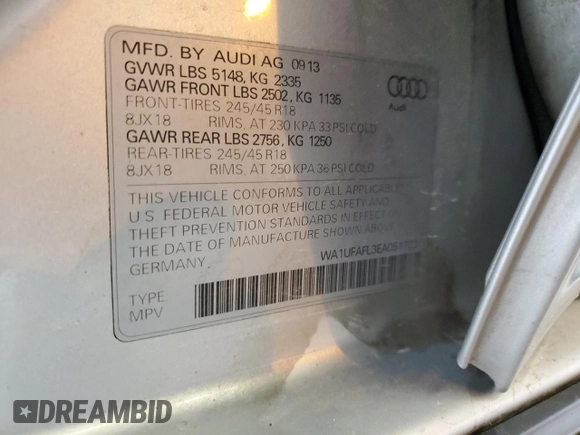 MFD. BY AUDI AG 09 13
GVWR LBS 5148, KG 2335
GAWR FRONT LBS 2502, KG 1135
FRONT-TIRES 245/45 R18
8JX18 RIMS, AT 230 KPA 33 PSI COLD
GAWR REAR LBS 2756, KG 1250
REAR-TIRES 245/45 R18
8JX18 RIMS, AT 250 KPA 36 PSI COLD
Audi
THIS VEHICLE CONFORMS TO ALL APPLICABLE
U.S. FEDERAL MOTOR VEHICLE SAFETY AND
THEFT PREVENTION STANDARDS IN EFFECT ON
THE DATE OF MANUFACTURE SHOWN ABOVE
GERMANY.
TYPE
MPV
DREAMBID